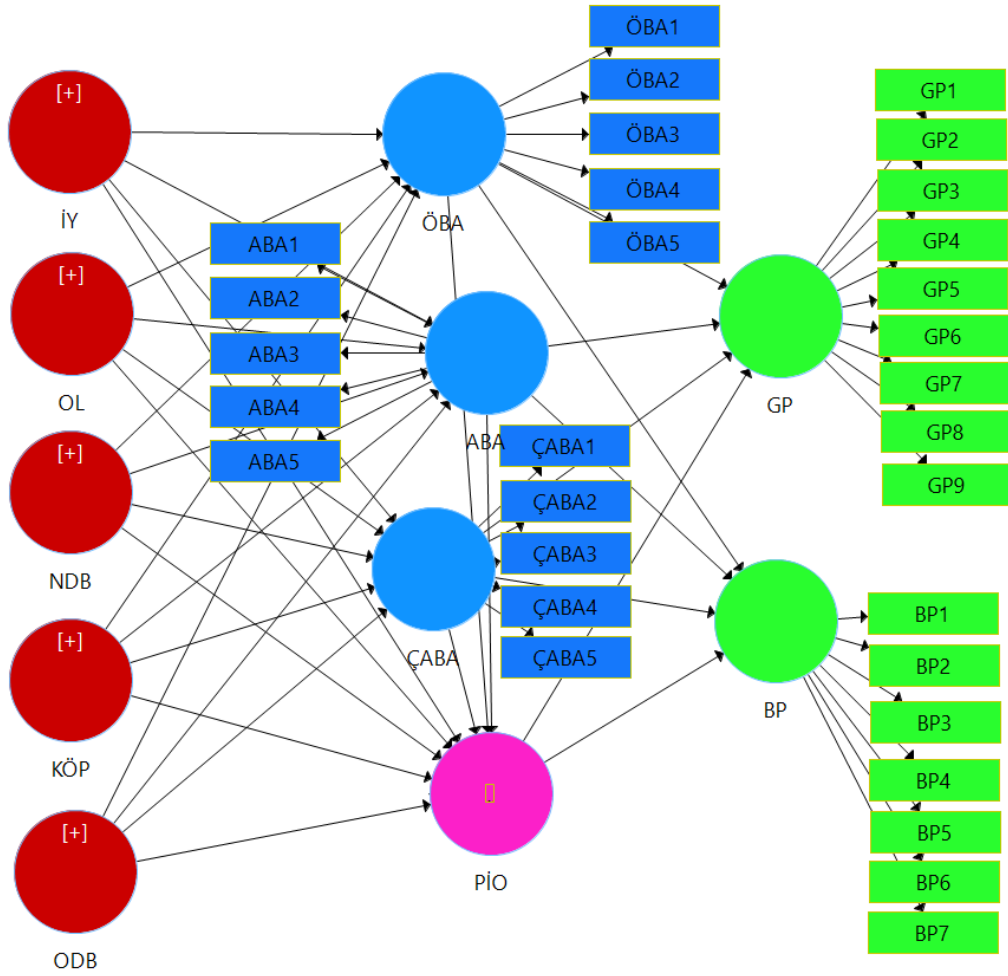 [+]
İY
[+]
OL
[+]
NDB
[+]
KÖP
[+]
ODB
ÖBA
ÖBA1
ÖBA2
ÖBA3
ÖBA4
ÖBA5
ABA1
ABA2
ABA3
ABA4
ABA5
ABA
ÇABA1
ÇABA2
ÇABA3
ÇABA4
ÇABA5
ÇABA
PİO
GP
GP1
GP2
GP3
GP4
GP5
GP6
GP7
GP8
GP9
BP
BP1
BP2
BP3
BP4
BP5
BP6
BP7